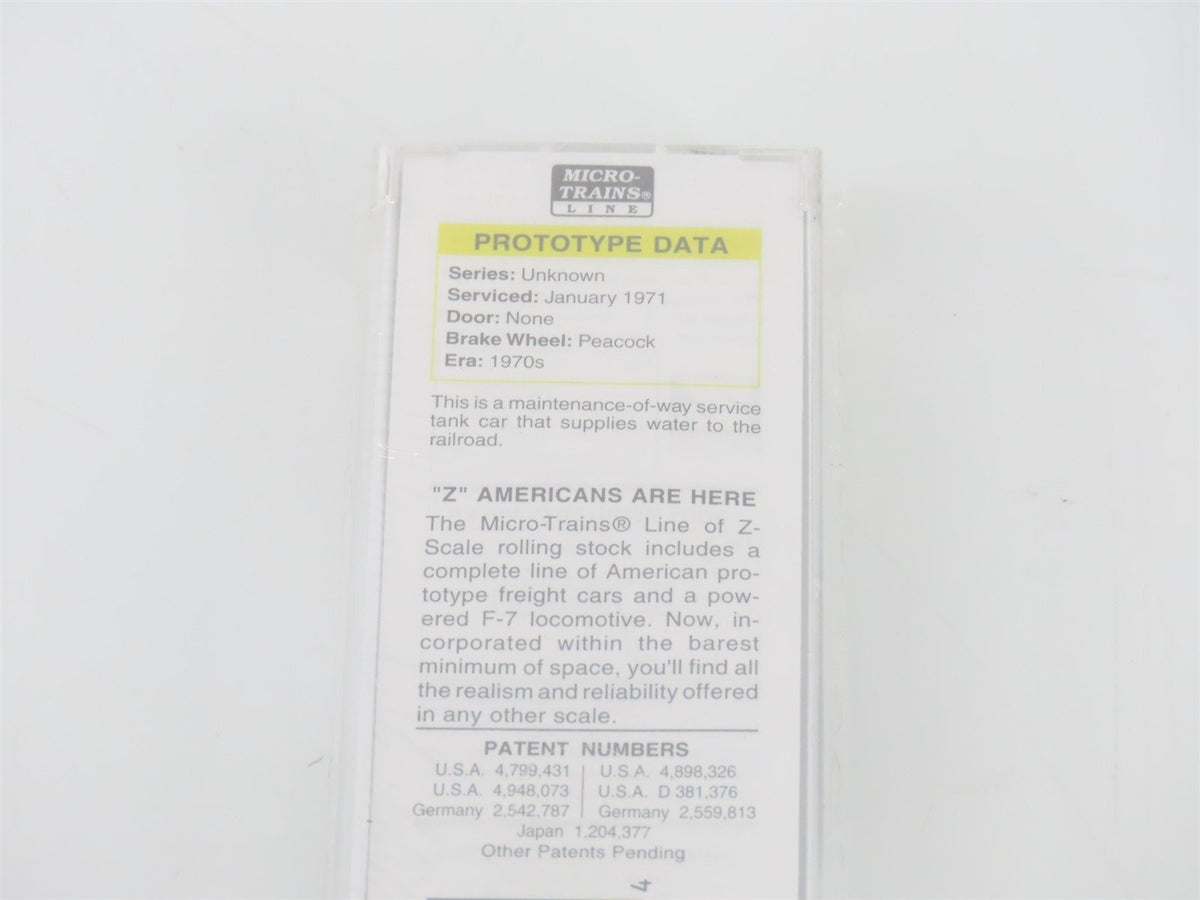 MICRO-
TRAINS®
LINE
PROTOTYPE DATA
Series: Unknown
Serviced: January 1971
Door: None
Brake Wheel: Peacock
Era: 1970s
This is a maintenance-of-way service
tank car that supplies water to the
railroad.
"Z" AMERICANS ARE HERE
The Micro-Trains® Line of Z-
Scale rolling stock includes a
complete line of American pro-
totype freight cars and a pow-
ered F-7 locomotive. Now, in-
corporated within the barest
minimum of space, you'll find all
the realism and reliability offered
in any other scale.
PATENT NUMBERS
U.S.A. 4,799,431 | U.S.A. 4,898,326
U.S.A. 4,948,073 | U.S.A. D 381,376
Germany 2,542,787 | Germany 2,559,813
Japan 1,204,377
Other Patents Pending
4